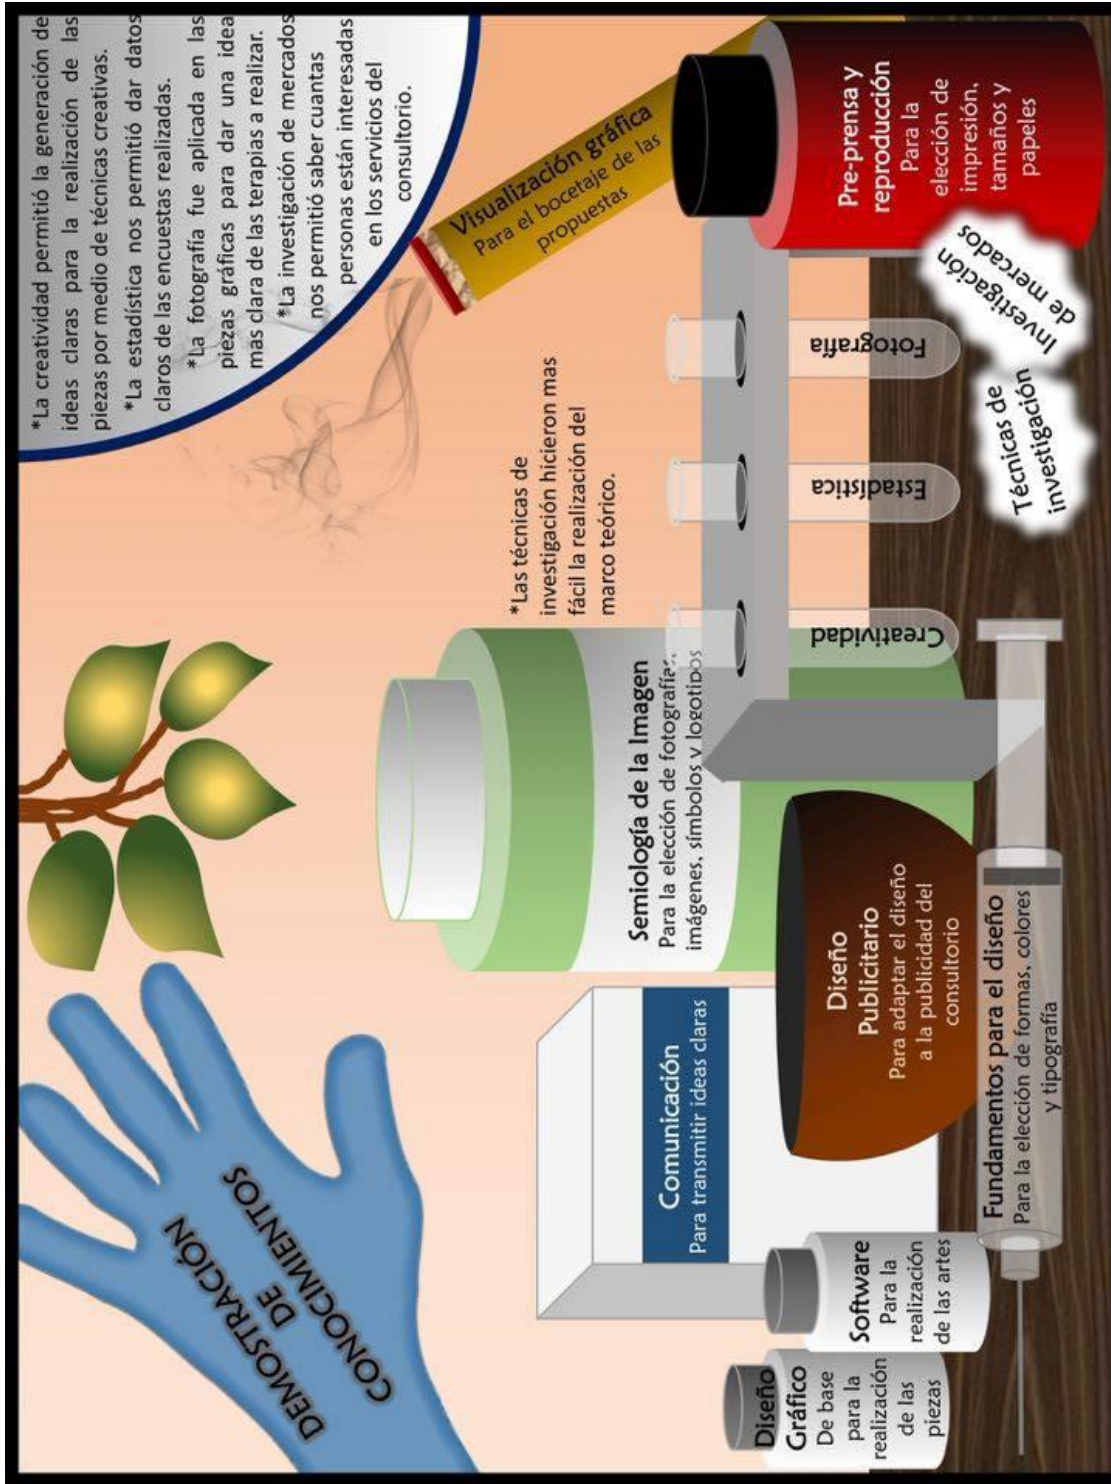 DEMOSTRACIÓN
DE
CONOCIMIENTOS
*La creatividad permitió la generación de
ideas claras para la realización de las
piezas por medio de técnicas creativas.
*La estadística nos permitió dar datos
claros de las encuestas realizadas.
*La fotografía fue aplicada en las
piezas gráficas para dar una idea
mas clara de las terapias a realizar.
*La investigación de mercados
nos permitió saber cuantas
personas están interesadas
en los servicios del
consultorio.
Visualización gráfica
Para el bocetaje de las
propuestas
*Las técnicas de
investigación hicieron mas
fácil la realización del
marco teórico.
Semiología de la Imagen
Para la elección de fotografías,
imágenes, símbolos y logotipos
Comunicación
Para transmitir ideas claras
Diseño
Gráfico
De base
para la
realización
de las
piezas
Software
Para la
realización
de las artes
Diseño
Publicitario
Para adaptar el diseño
a la publicidad del
consultorio
Fundamentos para el diseño
Para la elección de formas, colores
y tipografía
Creatividad
Estadística
Fotografía
Técnicas de
investigación
Investigación
de mercados
Pre-prensa y
reproducción
Para la
elección de
impresión,
tamaños y
papeles